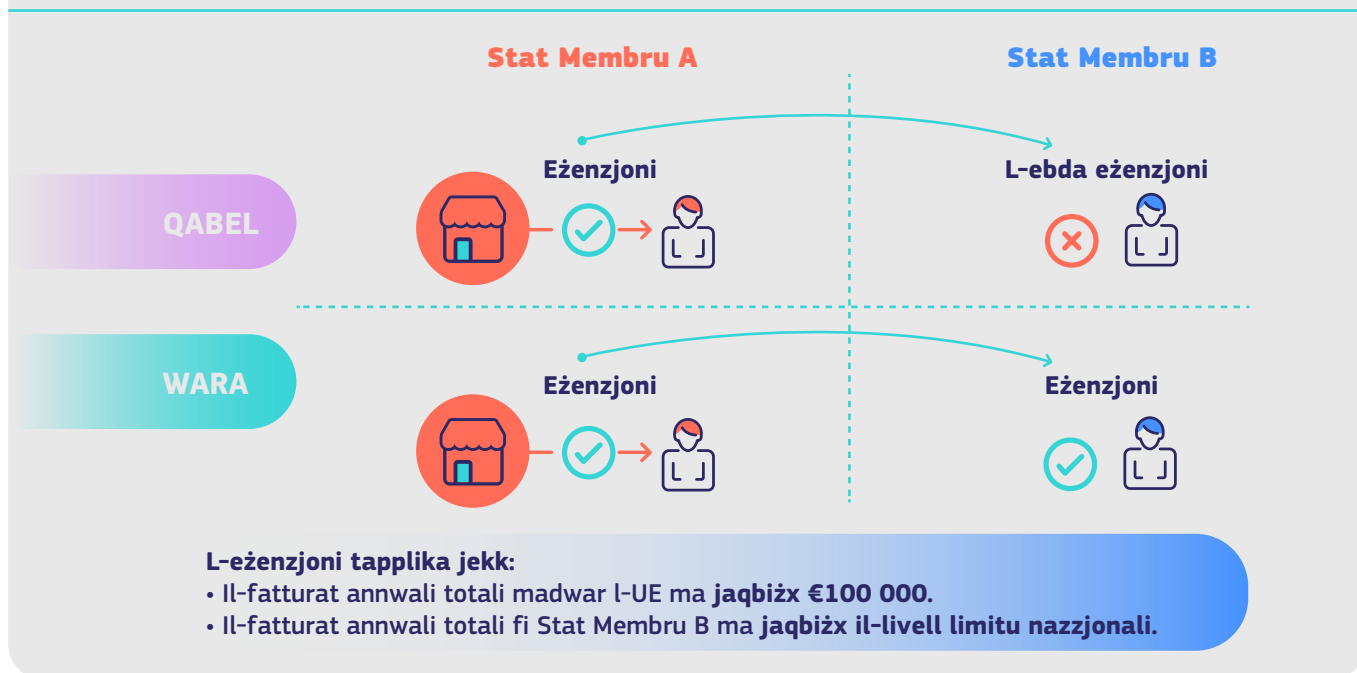 Stat Membru A
Stat Membru B
QABEL
Eżenzjoni
L-ebda eżenzjoni
WARA
Eżenzjoni
Eżenzjoni
L-eżenzjoni tapplika jekk:
• Il-fatturat annwali totali madwar l-UE ma jaqbiżx €100 000.
• Il-fatturat annwali totali fi Stat Membru B ma jaqbiżx il-livell limitu nazzjonali.